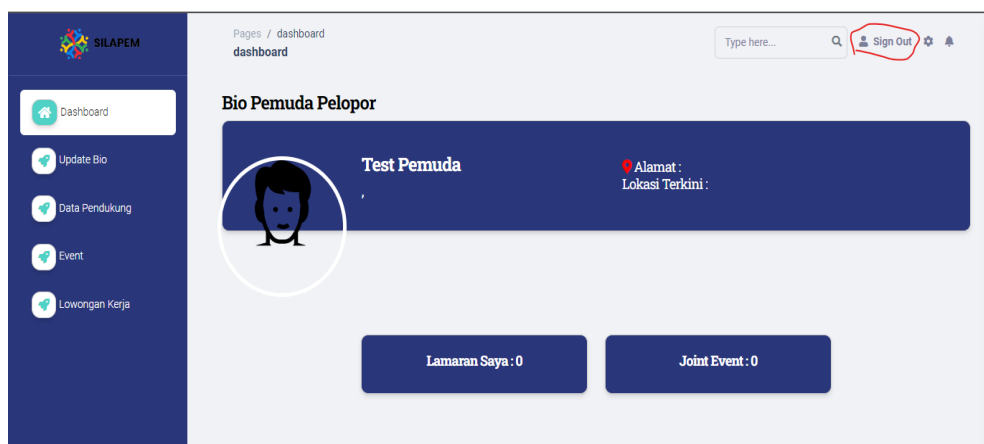 SILAPEM
Dashboard
Update Bio
Data Pendukung
Event
Lowongan Kerja
Pages / dashboard
dashboard
Type here...
Sign Out
Bio Pemuda Pelopor
Test Pemuda
,
Alamat :
Lokasi Terkini :
Lamaran Saya : 0
Joint Event : 0